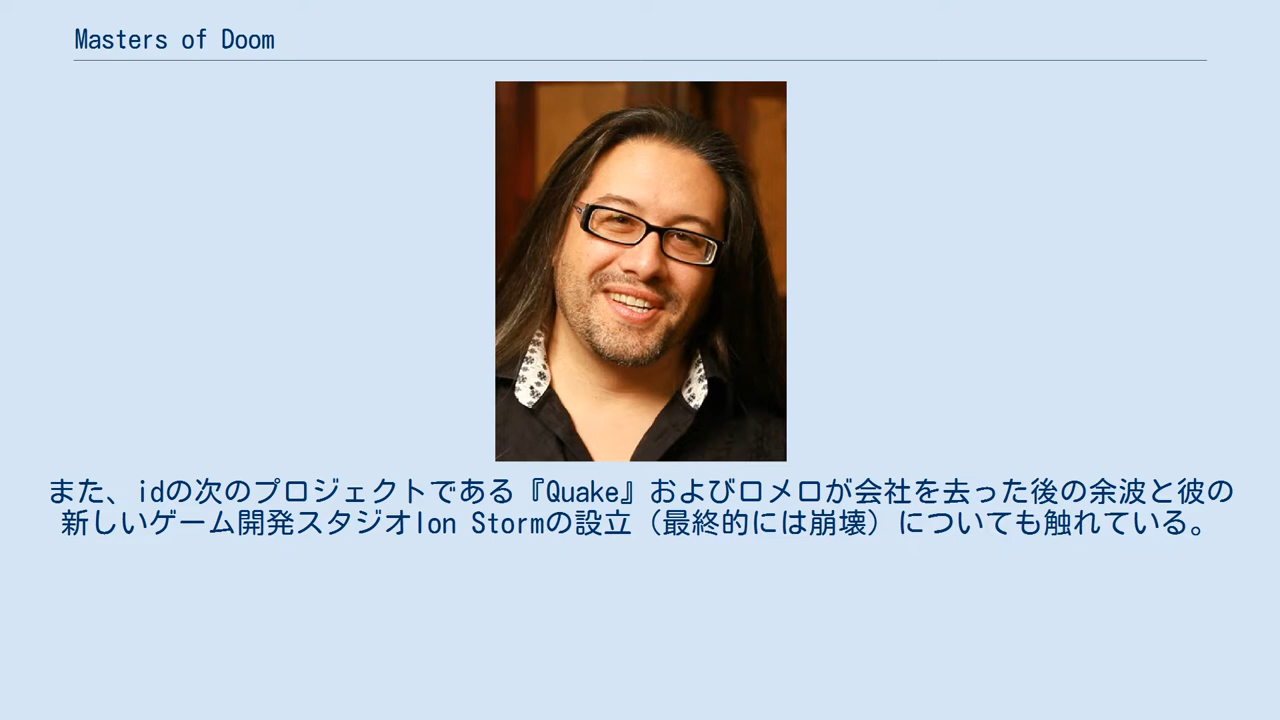 Masters of Doom
また、idの次のプロジェクトである『Quake』およびロメロが会社を去った後の余波と彼の
新しいゲーム開発スタジオIon Stormの設立（最終的には崩壊）についても触れている。